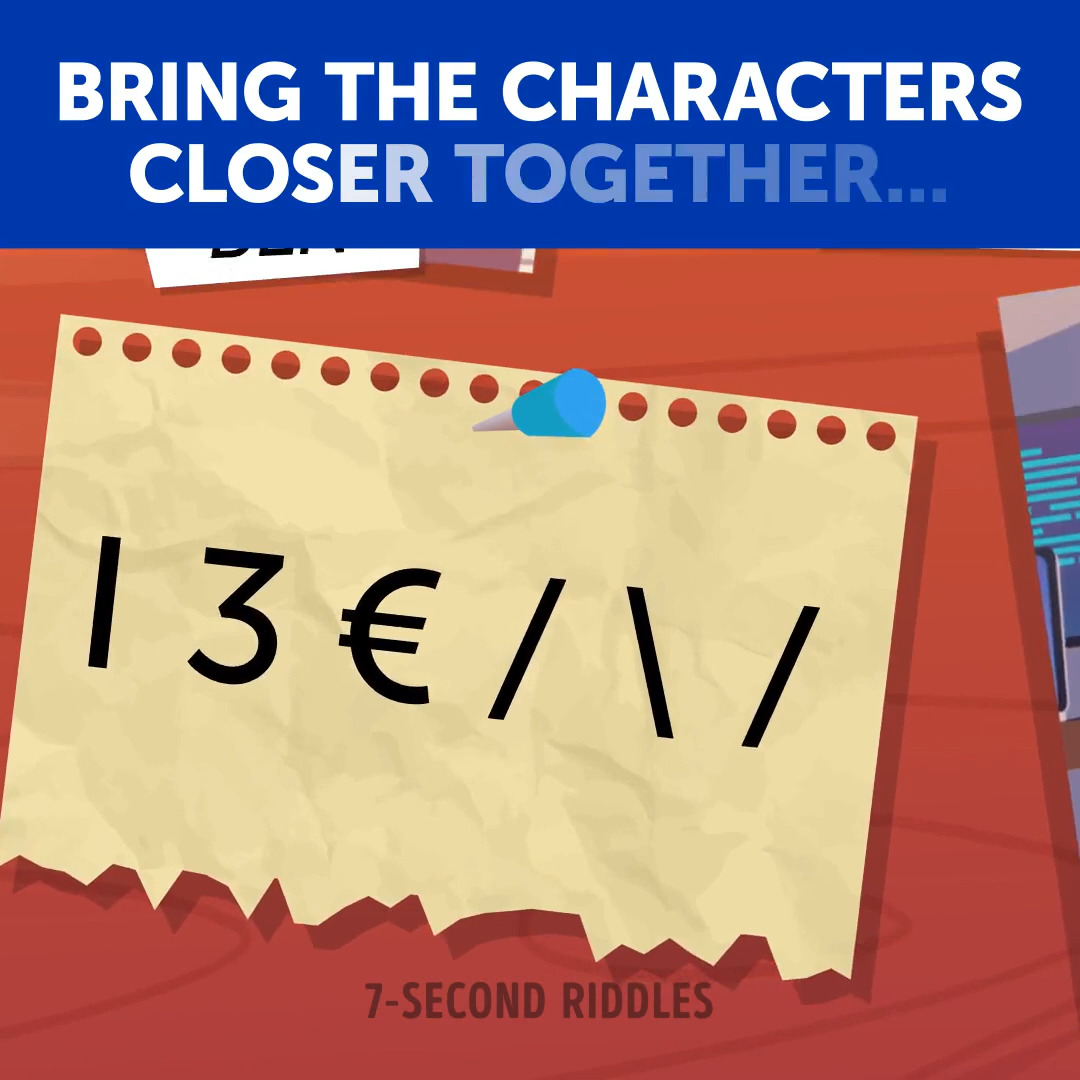 BRING THE CHARACTERS
CLOSER TOGETHER...
I 3 € / \ /
7-SECOND RIDDLES